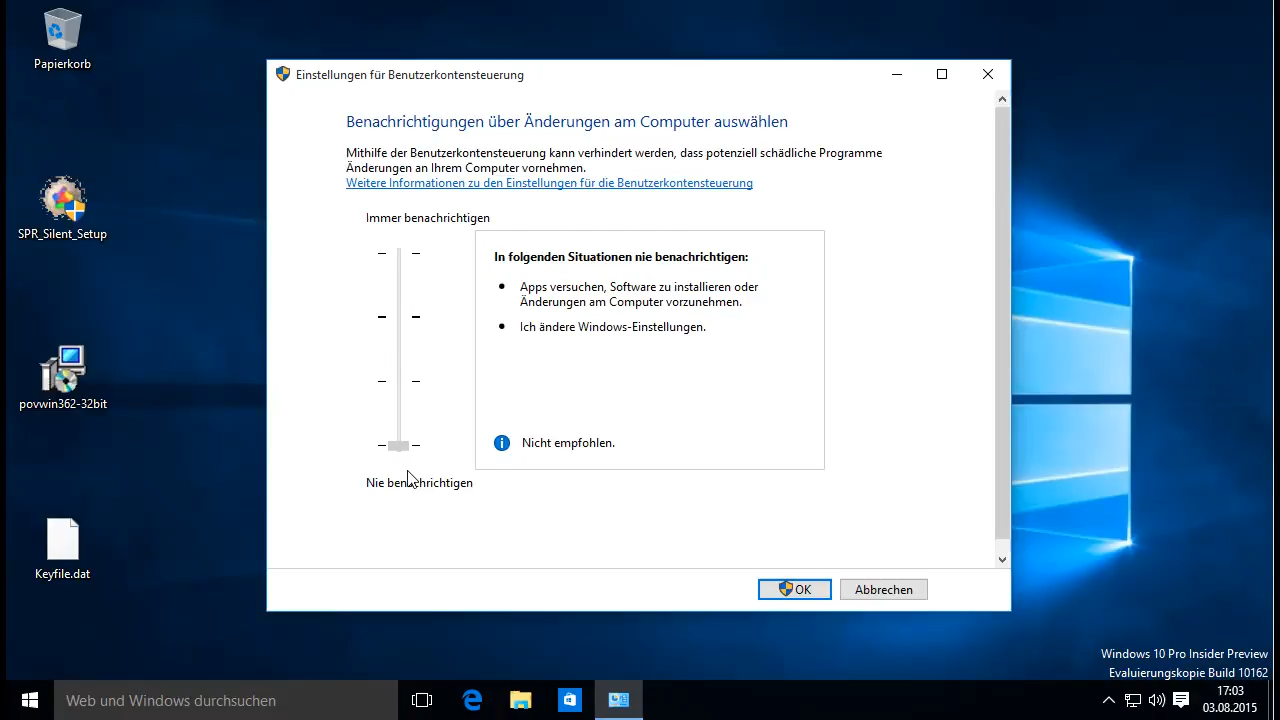 Papierkorb
SPR_Silent_Setup
povwin362-32bit
Keyfile.dat
Einstellungen für Benutzerkontensteuerung
Benachrichtigungen über Änderungen am Computer auswählen
Mithilfe der Benutzerkontensteuerung kann verhindert werden, dass potenziell schädliche Programme
Änderungen an Ihrem Computer vornehmen.
Weitere Informationen zu den Einstellungen für die Benutzerkontensteuerung
Immer benachrichtigen
In folgenden Situationen nie benachrichtigen:
Apps versuchen, Software zu installieren oder
Änderungen am Computer vorzunehmen.
Ich ändere Windows-Einstellungen.
Nicht empfohlen.
Nie benachrichtigen
OK
Abbrechen
Windows 10 Pro Insider Preview
Evaluierungskopie Build 10162
Web und Windows durchsuchen
17:03
03.08.2015